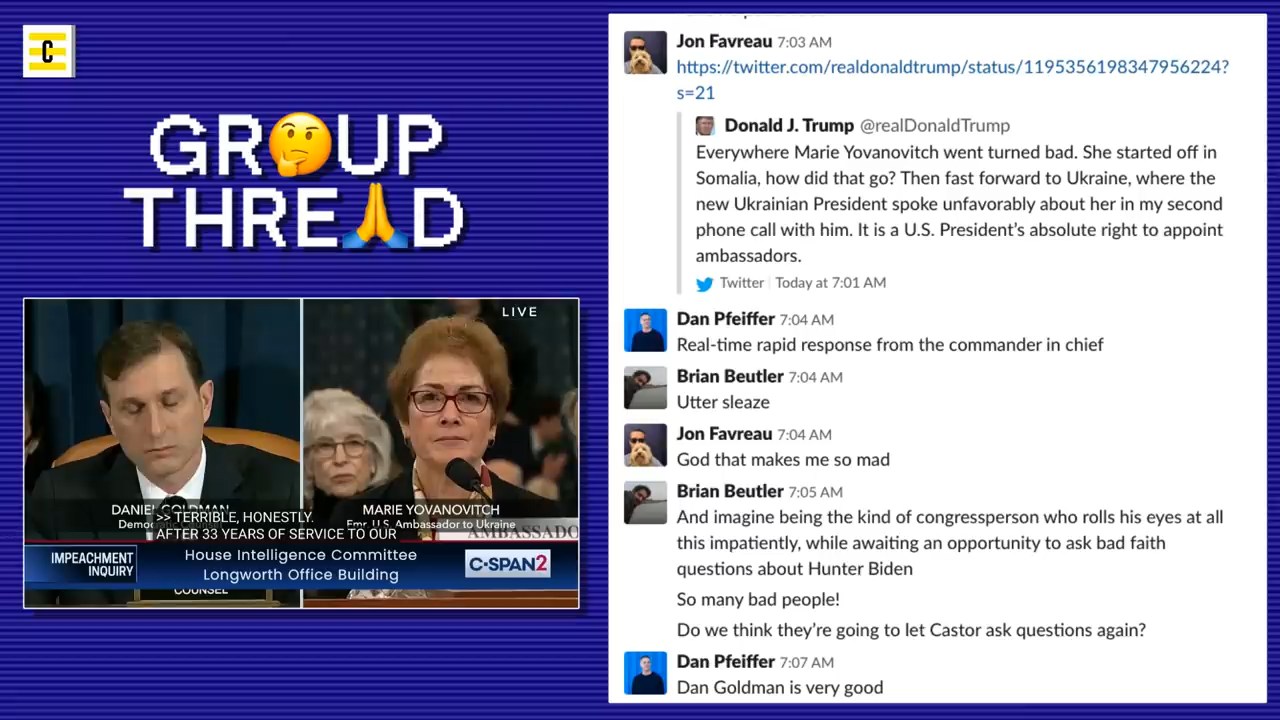 C
GR🤔UP
THRE🙏D
LIVE
DANIEL GOLDMAN
>> TERRIBLE, HONESTLY.
AFTER 33 YEARS OF SERVICE TO OUR
MARIE YOVANOVITCH
Fmr. U.S. Ambassador to Ukraine
AMBASSADO
IMPEACHMENT
INQUIRY
House Intelligence Committee
Longworth Office Building
C-SPAN2
COUNSEL
Jon Favreau 7:03 AM
https://twitter.com/realdonaldtrump/status/1195356198347956224?
s=21
Donald J. Trump @realDonaldTrump
Everywhere Marie Yovanovitch went turned bad. She started off in
Somalia, how did that go? Then fast forward to Ukraine, where the
new Ukrainian President spoke unfavorably about her in my second
phone call with him. It is a U.S. President's absolute right to appoint
ambassadors.
Twitter | Today at 7:01 AM
Dan Pfeiffer 7:04 AM
Real-time rapid response from the commander in chief
Brian Beutler 7:04 AM
Utter sleaze
Jon Favreau 7:04 AM
God that makes me so mad
Brian Beutler 7:05 AM
And imagine being the kind of congressperson who rolls his eyes at all
this impatiently, while awaiting an opportunity to ask bad faith
questions about Hunter Biden
So many bad people!
Do we think they're going to let Castor ask questions again?
Dan Pfeiffer 7:07 AM
Dan Goldman is very good